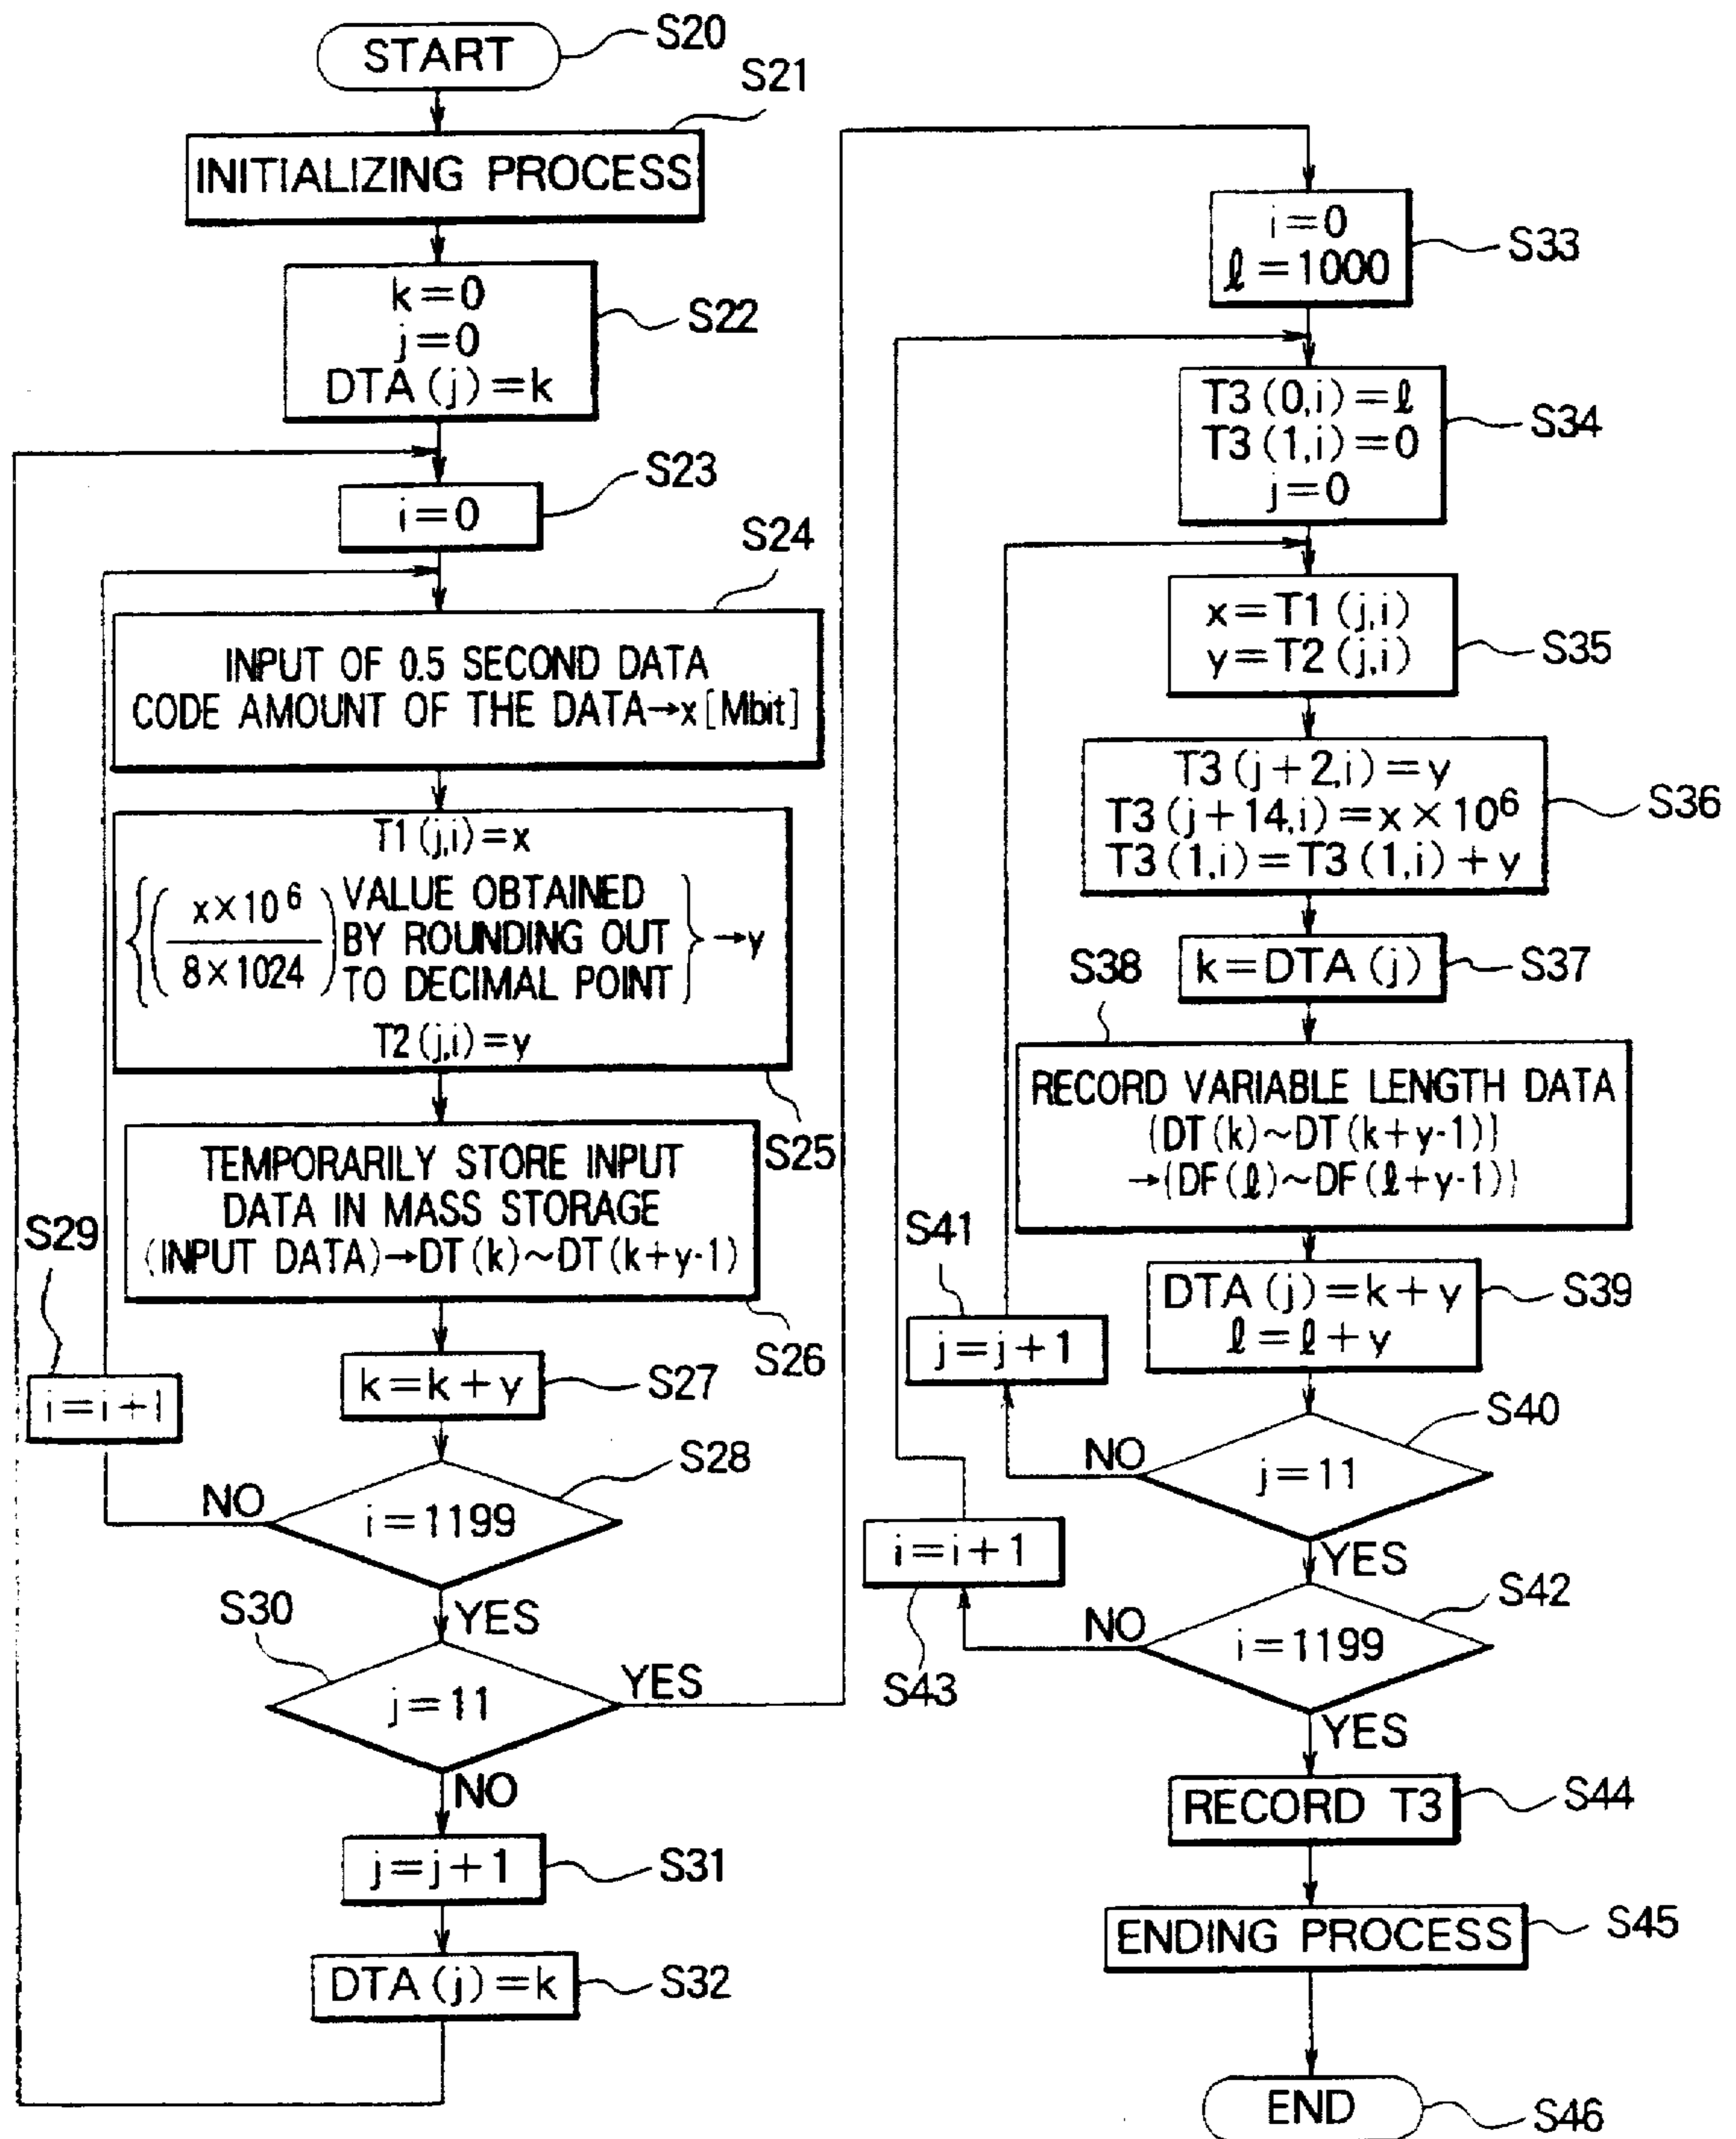 START
S20
S21
INITIALIZING PROCESS
k=0
j=0
DTA(j)=k
S22
i=0
S23
S24
INPUT OF 0.5 SECOND DATA
CODE AMOUNT OF THE DATA→x[Mbit]
T1(j,i)=x
{(x×10⁶/8×1024) VALUE OBTAINED
BY ROUNDING OUT
TO DECIMAL POINT}→y
T2(j,i)=y
S25
TEMPORARILY STORE INPUT
DATA IN MASS STORAGE
(INPUT DATA)→DT(k)~DT(k+y-1)
S26
S29
i=i+1
k=k+y
S27
i=1199
S28
NO
YES
S30
j=11
YES
NO
j=j+1
S31
DTA(j)=k
S32
i=0
ℓ=1000
S33
T3(0,i)=ℓ
T3(1,i)=0
j=0
S34
x=T1(j,i)
y=T2(j,i)
S35
T3(j+2,i)=y
T3(j+14,i)=x×10⁶
T3(1,i)=T3(1,i)+y
S36
k=DTA(j)
S37
S38
RECORD VARIABLE LENGTH DATA
{DT(k)~DT(k+y-1)}
→{DF(ℓ)~DF(ℓ+y-1)}
DTA(j)=k+y
ℓ=ℓ+y
S39
S41
j=j+1
S40
j=11
NO
YES
i=i+1
S43
S42
i=1199
NO
YES
RECORD T3
S44
ENDING PROCESS
S45
END
S46